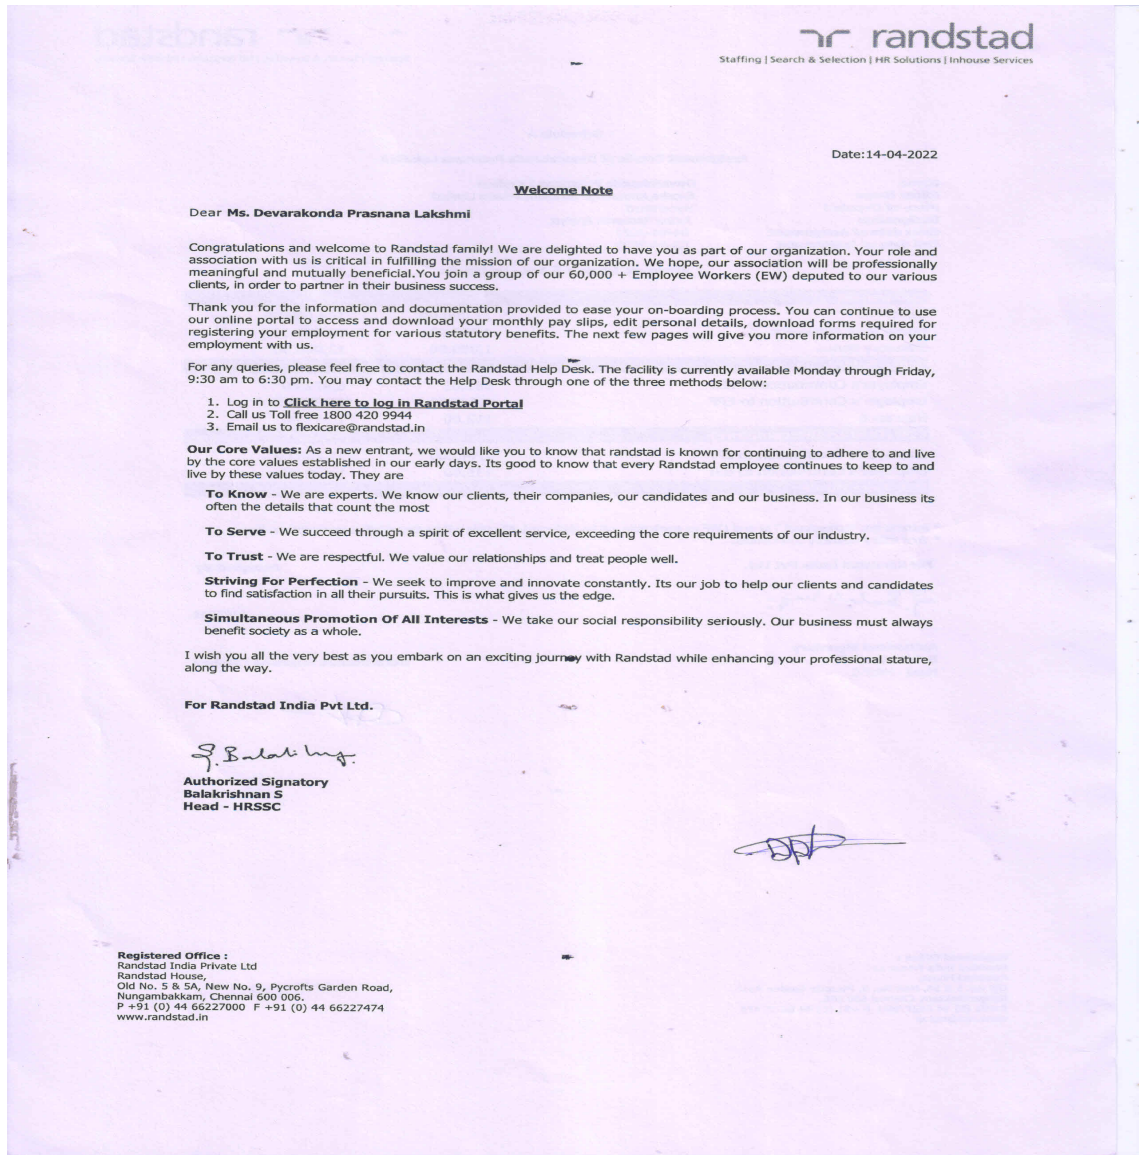 randstad
Staffing | Search & Selection | HR Solutions | Inhouse Services
Date:14-04-2022
Welcome Note
Dear Ms. Devarakonda Prasnana Lakshmi
Congratulations and welcome to Randstad family! We are delighted to have you as part of our organization. Your role and
association with us is critical in fulfilling the mission of our organization. We hope, our association will be professionally
meaningful and mutually beneficial.You join a group of our 60,000 + Employee Workers (EW) deputed to our various
clients, in order to partner in their business success.
Thank you for the information and documentation provided to ease your on-boarding process. You can continue to use
our online portal to access and download your monthly pay slips, edit personal details, download forms required for
registering your employment for various statutory benefits. The next few pages will give you more information on your
employment with us.
For any queries, please feel free to contact the Randstad Help Desk. The facility is currently available Monday through Friday,
9:30 am to 6:30 pm. You may contact the Help Desk through one of the three methods below:
1. Log in to Click here to log in Randstad Portal
2. Call us Toll free 1800 420 9944
3. Email us to flexicare@randstad.in
Our Core Values: As a new entrant, we would like you to know that randstad is known for continuing to adhere to and live
by the core values established in our early days. Its good to know that every Randstad employee continues to keep to and
live by these values today. They are
To Know - We are experts. We know our clients, their companies, our candidates and our business. In our business its
often the details that count the most
To Serve - We succeed through a spirit of excellent service, exceeding the core requirements of our industry.
To Trust - We are respectful. We value our relationships and treat people well.
Striving For Perfection - We seek to improve and innovate constantly. Its our job to help our clients and candidates
to find satisfaction in all their pursuits. This is what gives us the edge.
Simultaneous Promotion Of All Interests - We take our social responsibility seriously. Our business must always
benefit society as a whole.
I wish you all the very best as you embark on an exciting journey with Randstad while enhancing your professional stature,
along the way.
For Randstad India Pvt Ltd.
Authorized Signatory
Balakrishnan S
Head - HRSSC
Registered Office :
Randstad India Private Ltd
Randstad House,
Old No. 5 & 5A, New No. 9, Pycrofts Garden Road,
Nungambakkam, Chennai 600 006.
P +91 (0) 44 66227000 F +91 (0) 44 66227474
www.randstad.in